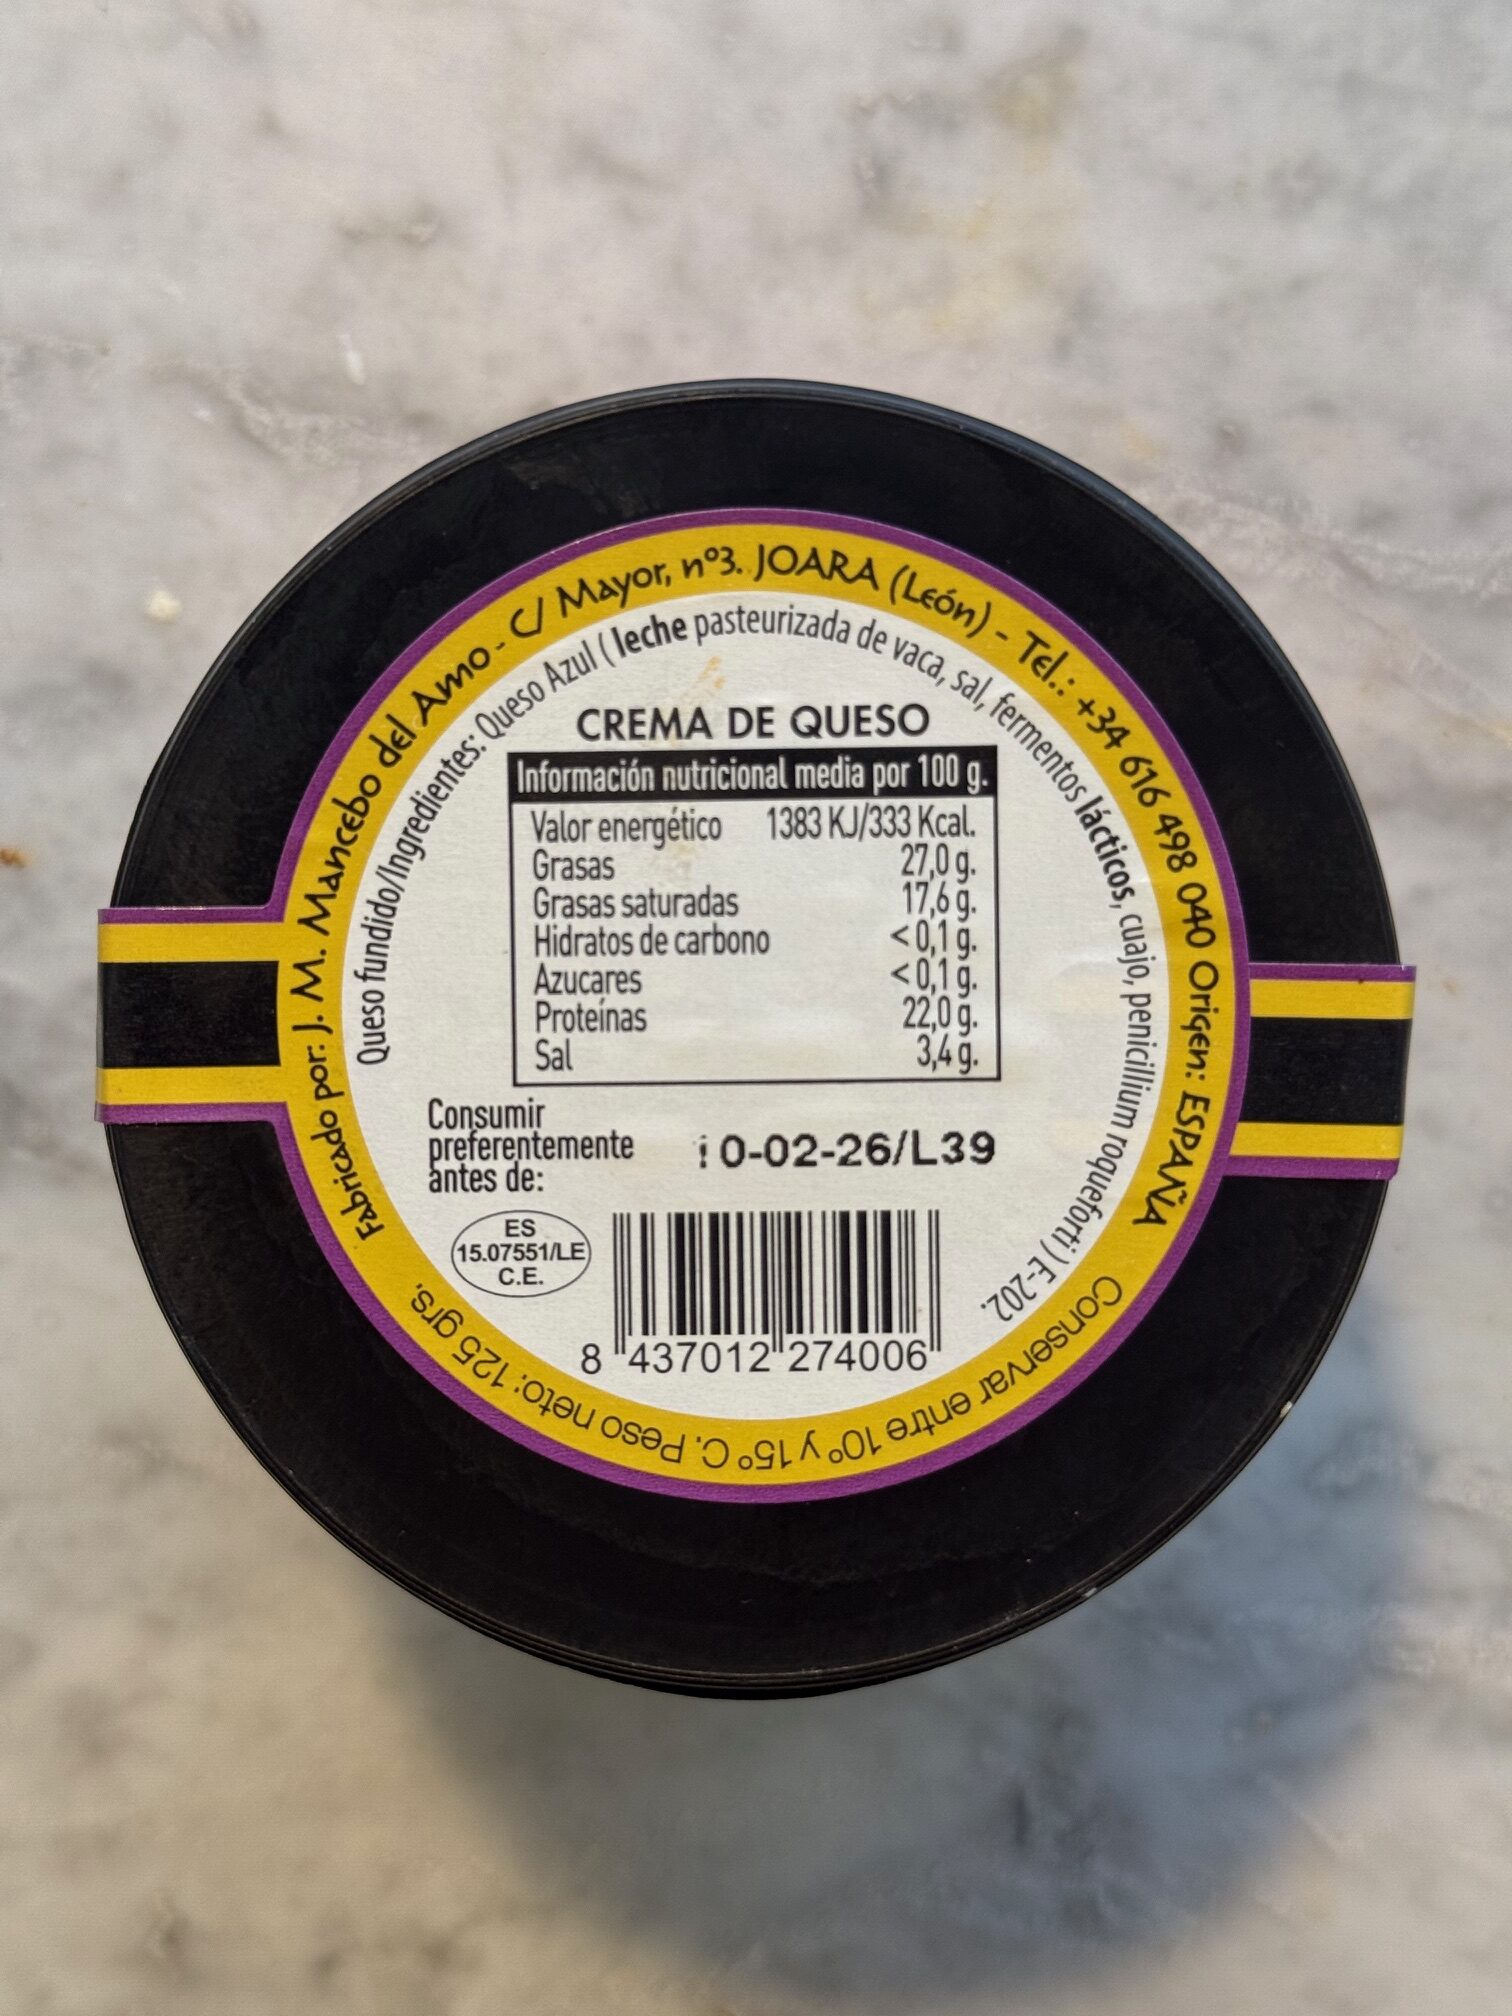 Fabricado por: J. M. Mancebo del Amo - C/ Mayor, nº3. JOARA (León) - Tel.: +34 616 498 040 Origen: ESPAÑA
Queso fundido/Ingredientes: Queso Azul ( leche pasteurizada de vaca, sal, fermentos lácticos, cuajo, penicillium roqueforti ) E-202.
CREMA DE QUESO
Información nutricional media por 100 g.
Valor energético 1383 KJ/333 Kcal.
Grasas 27,0 g.
Grasas saturadas 17,6 g.
Hidratos de carbono < 0,1 g.
Azucares < 0,1 g.
Proteínas 22,0 g.
Sal 3,4 g.
Consumir
preferentemente
antes de:
10-02-26/L39
ES
15.07551/LE
C.E.
8 437012 274006
Conservar entre 10º y 15º C. Peso neto: 125 grs.